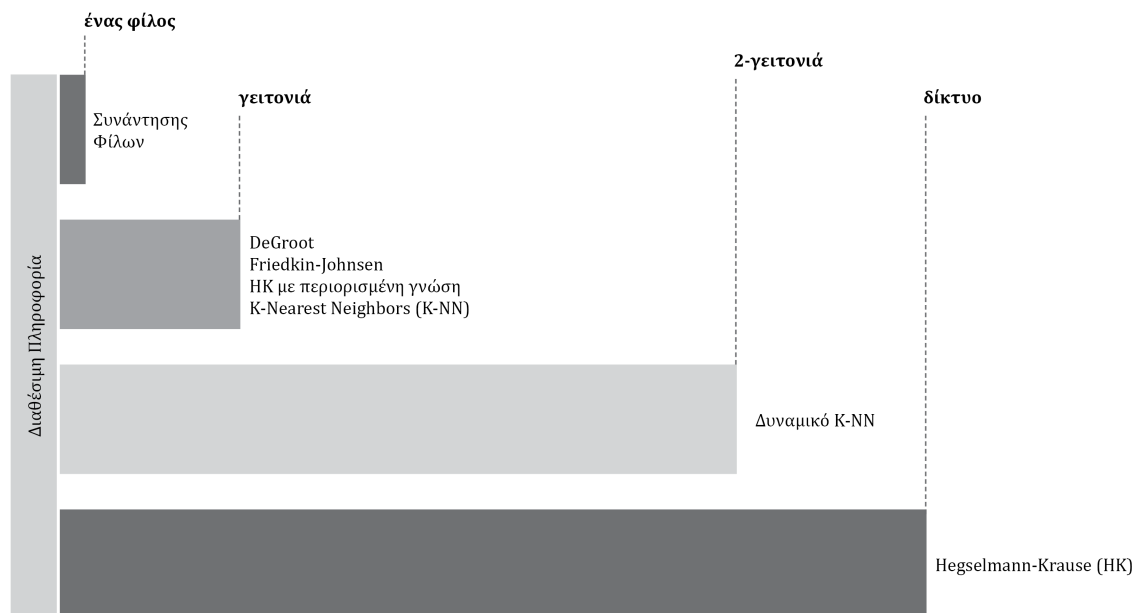 ένας φίλος
2-γειτονιά
γειτονιά
δίκτυο
Συνάντησης
Φίλων
DeGroot
Friedkin-Johnsen
HK με περιορισμένη γνώση
K-Nearest Neighbors (K-NN)
Διαθέσιμη Πληροφορία
Δυναμικό K-NN
Hegselmann-Krause (HK)